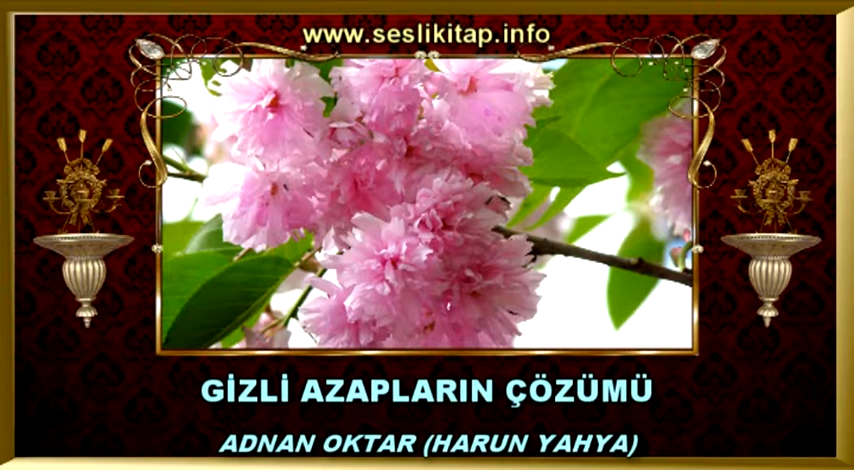 www.seslikitap.info
GİZLİ AZAPLARIN ÇÖZÜMÜ
ADNAN OKTAR (HARUN YAHYA)